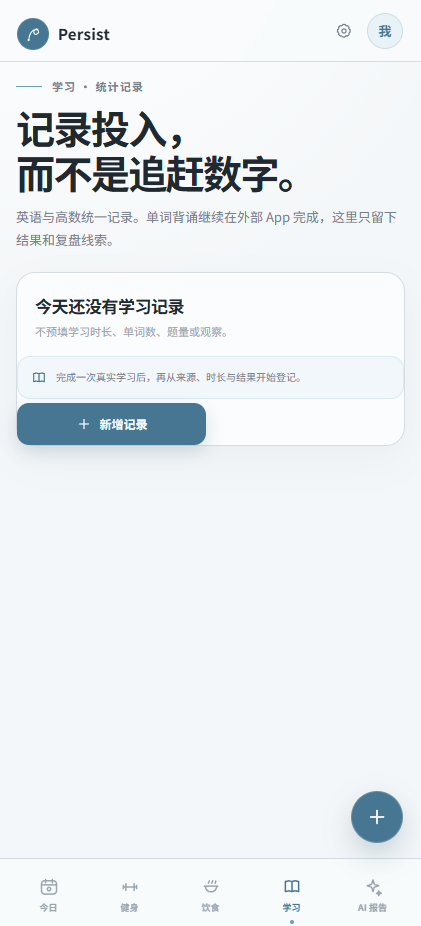 Persist
我
学习 • 统计记录
记录投入，
而不是追赶数字。
英语与高数统一记录。单词背诵继续在外部 App 完成，这里只留下
结果和复盘线索。
今天还没有学习记录
不预填学习时长、单词数、题量或观察。
完成一次真实学习后，再从来源、时长与结果开始登记。
新增记录
今日
健身
饮食
学习
AI 报告